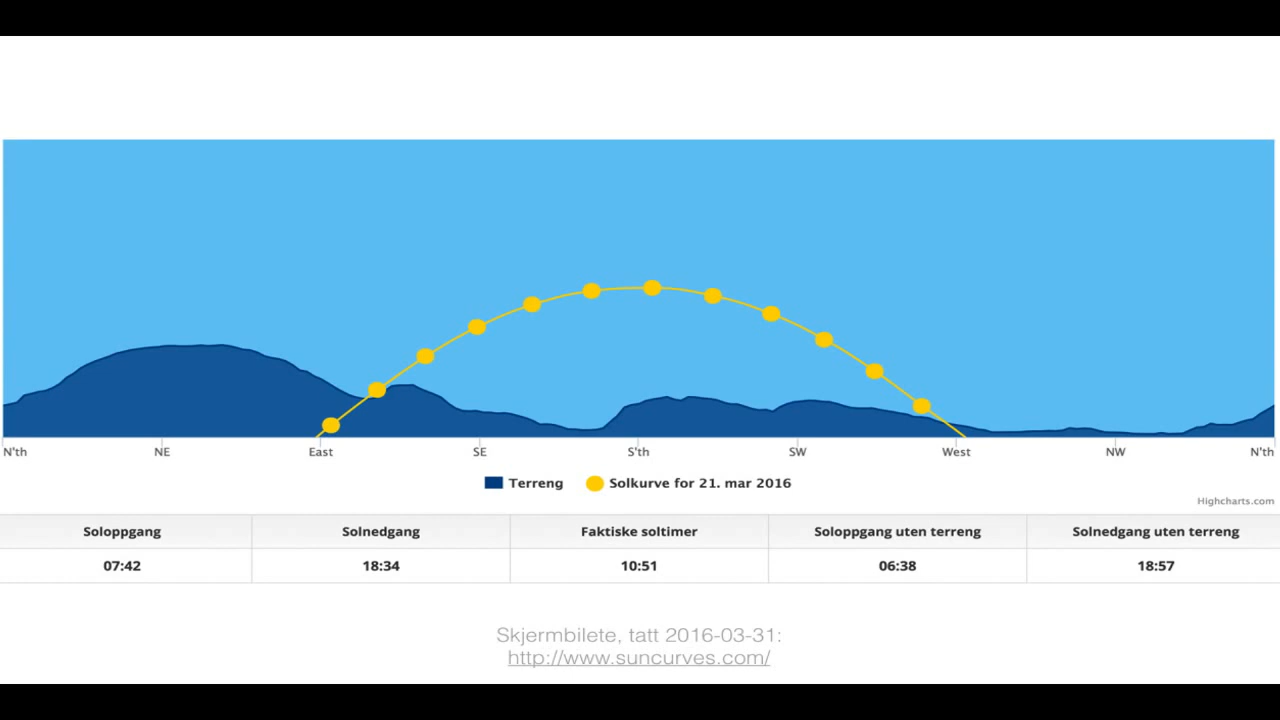 N'th NE East SE S'th SW West NW N'th
Terreng Solkurve for 21. mar 2016
Highcharts.com
Soloppgang Solnedgang Faktiske soltimer Soloppgang uten terreng Solnedgang uten terreng
07:42 18:34 10:51 06:38 18:57
Skjermbilete, tatt 2016-03-31:
http://www.suncurves.com/